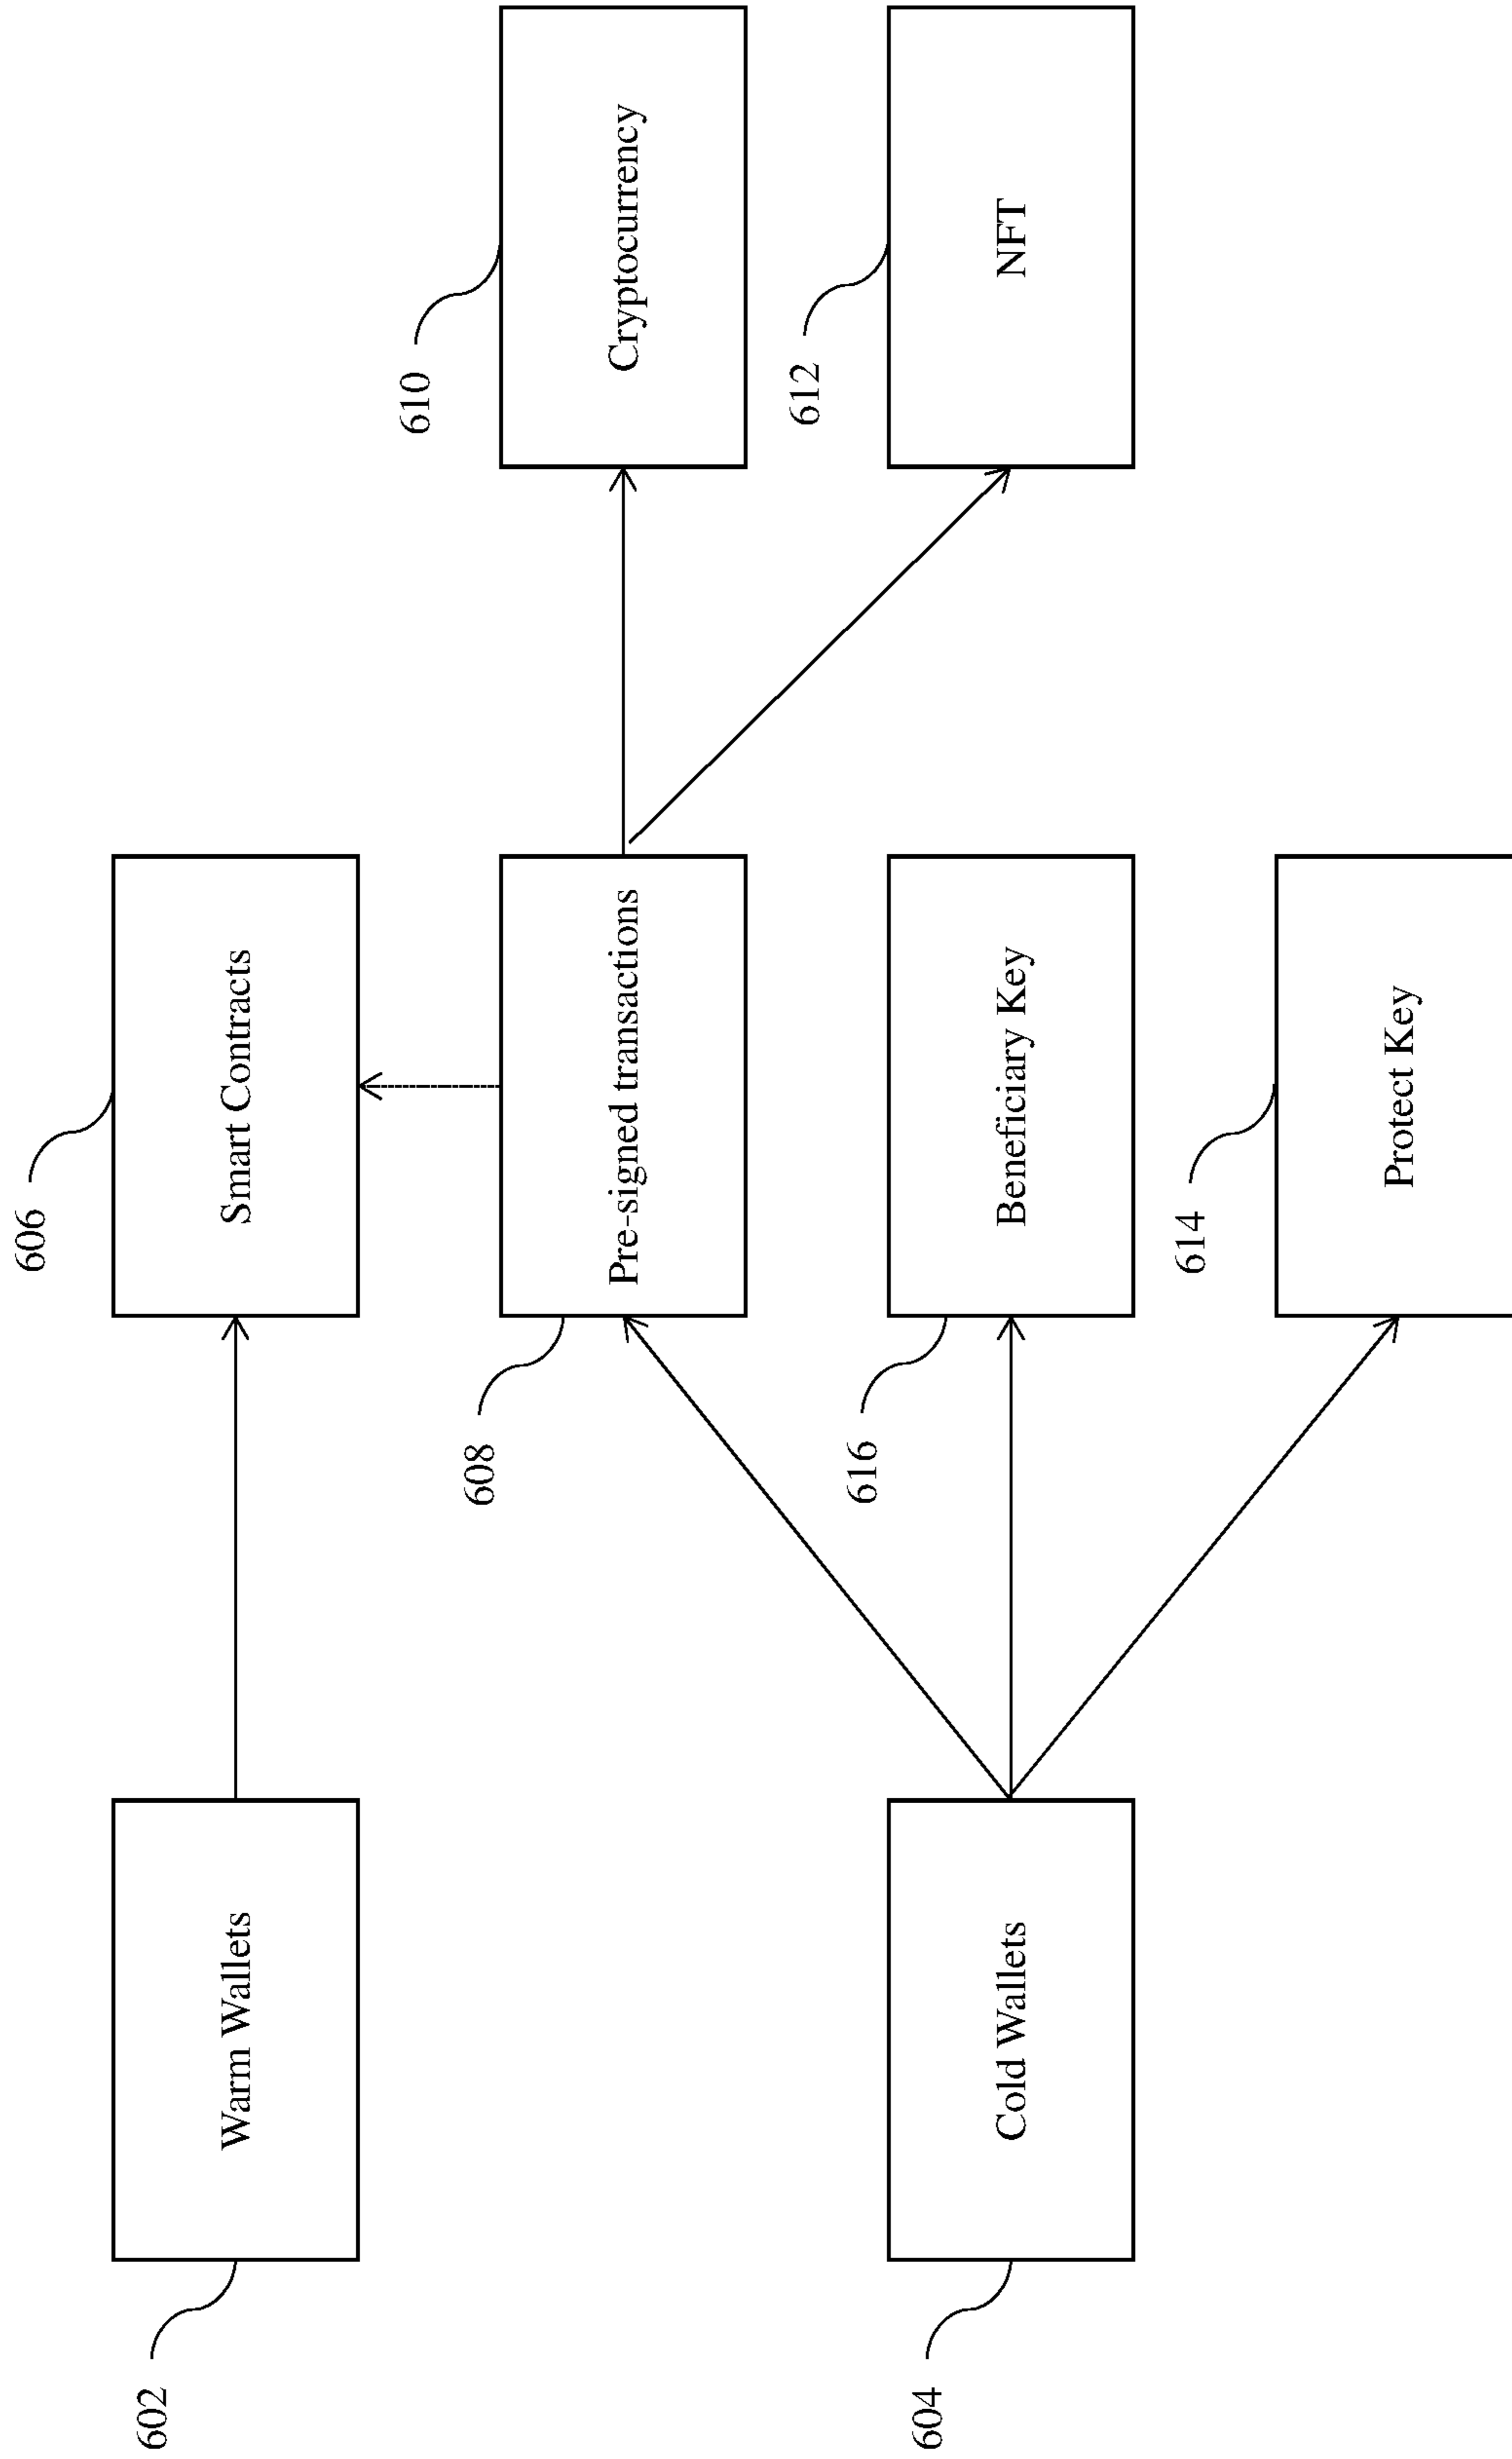 602
Warm Wallets
606
Smart Contracts
608
Pre-signed transactions
610
Cryptocurrency
604
Cold Wallets
616
Beneficiary Key
612
NFT
614
Protect Key